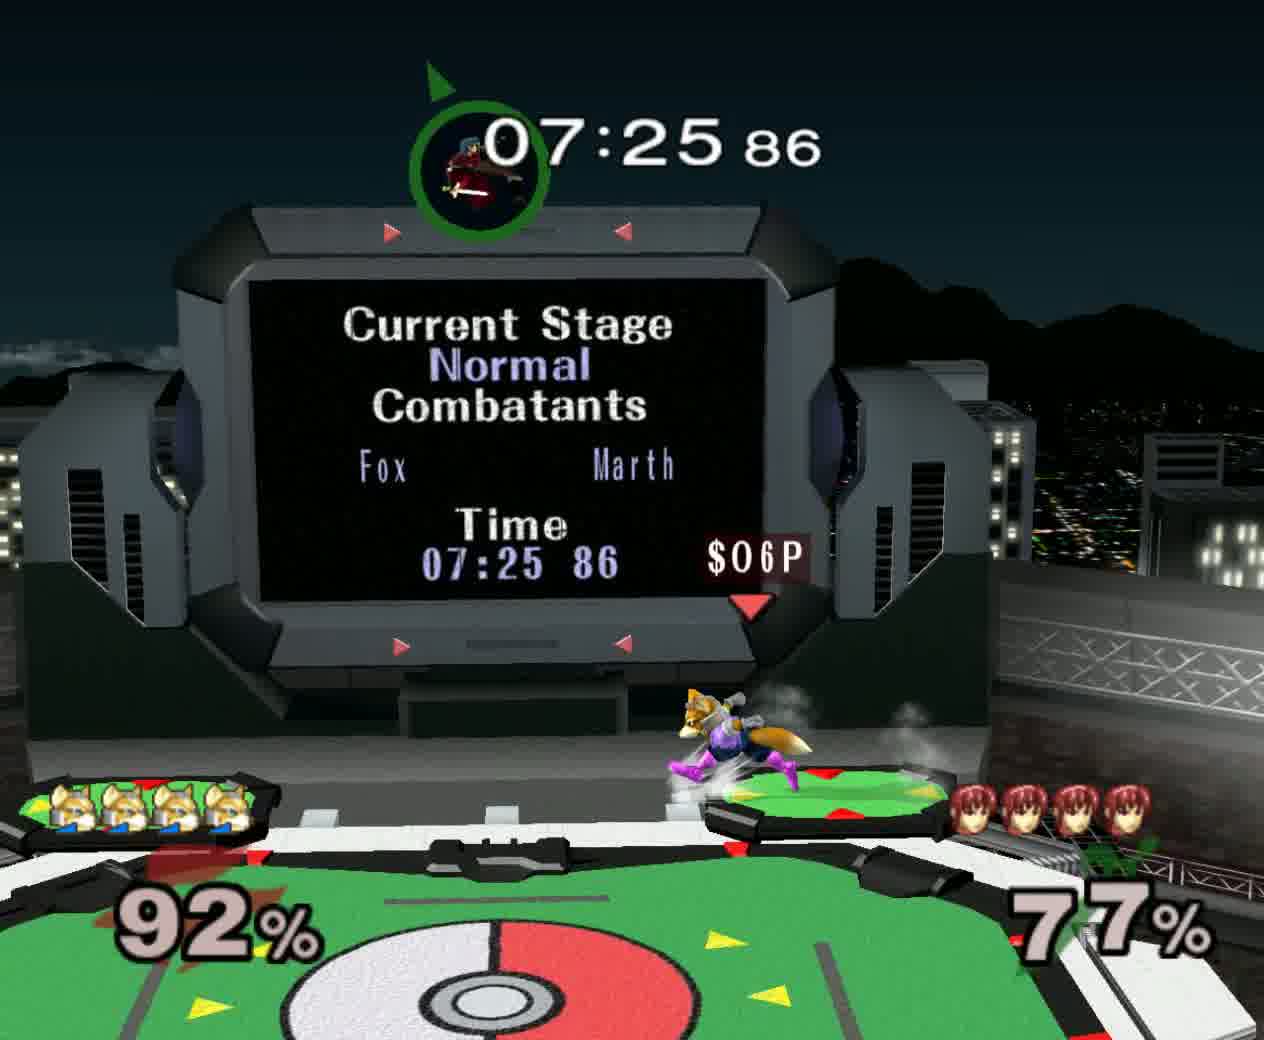 07:25 86
Current Stage
Normal
Combatants
Fox Marth
Time
07:25 86
$06P
92%
77%